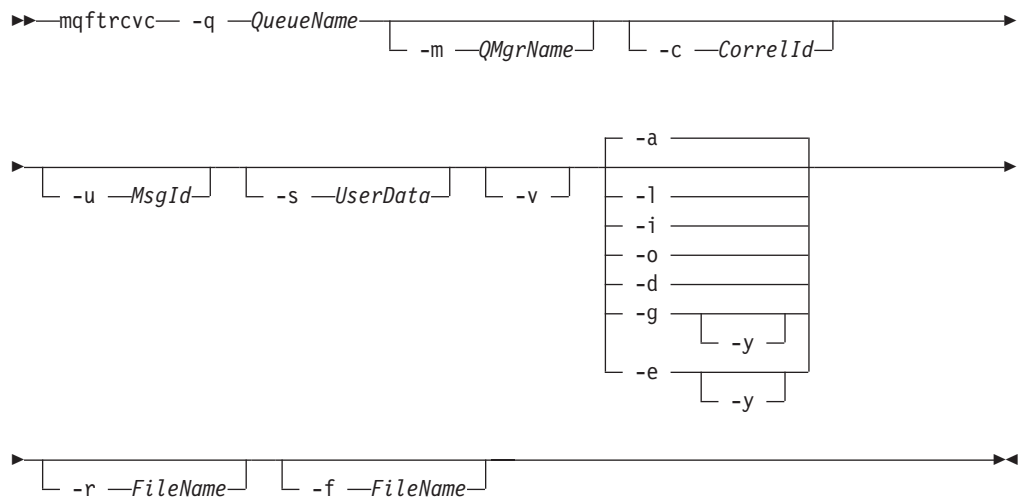 mqftrcvc -q QueueName
-m QMgrName -c CorrelId
-a
-u MsgId -s UserData -v -l
-i
-o
-d
-g
-y
-e
-y
-r FileName -f FileName